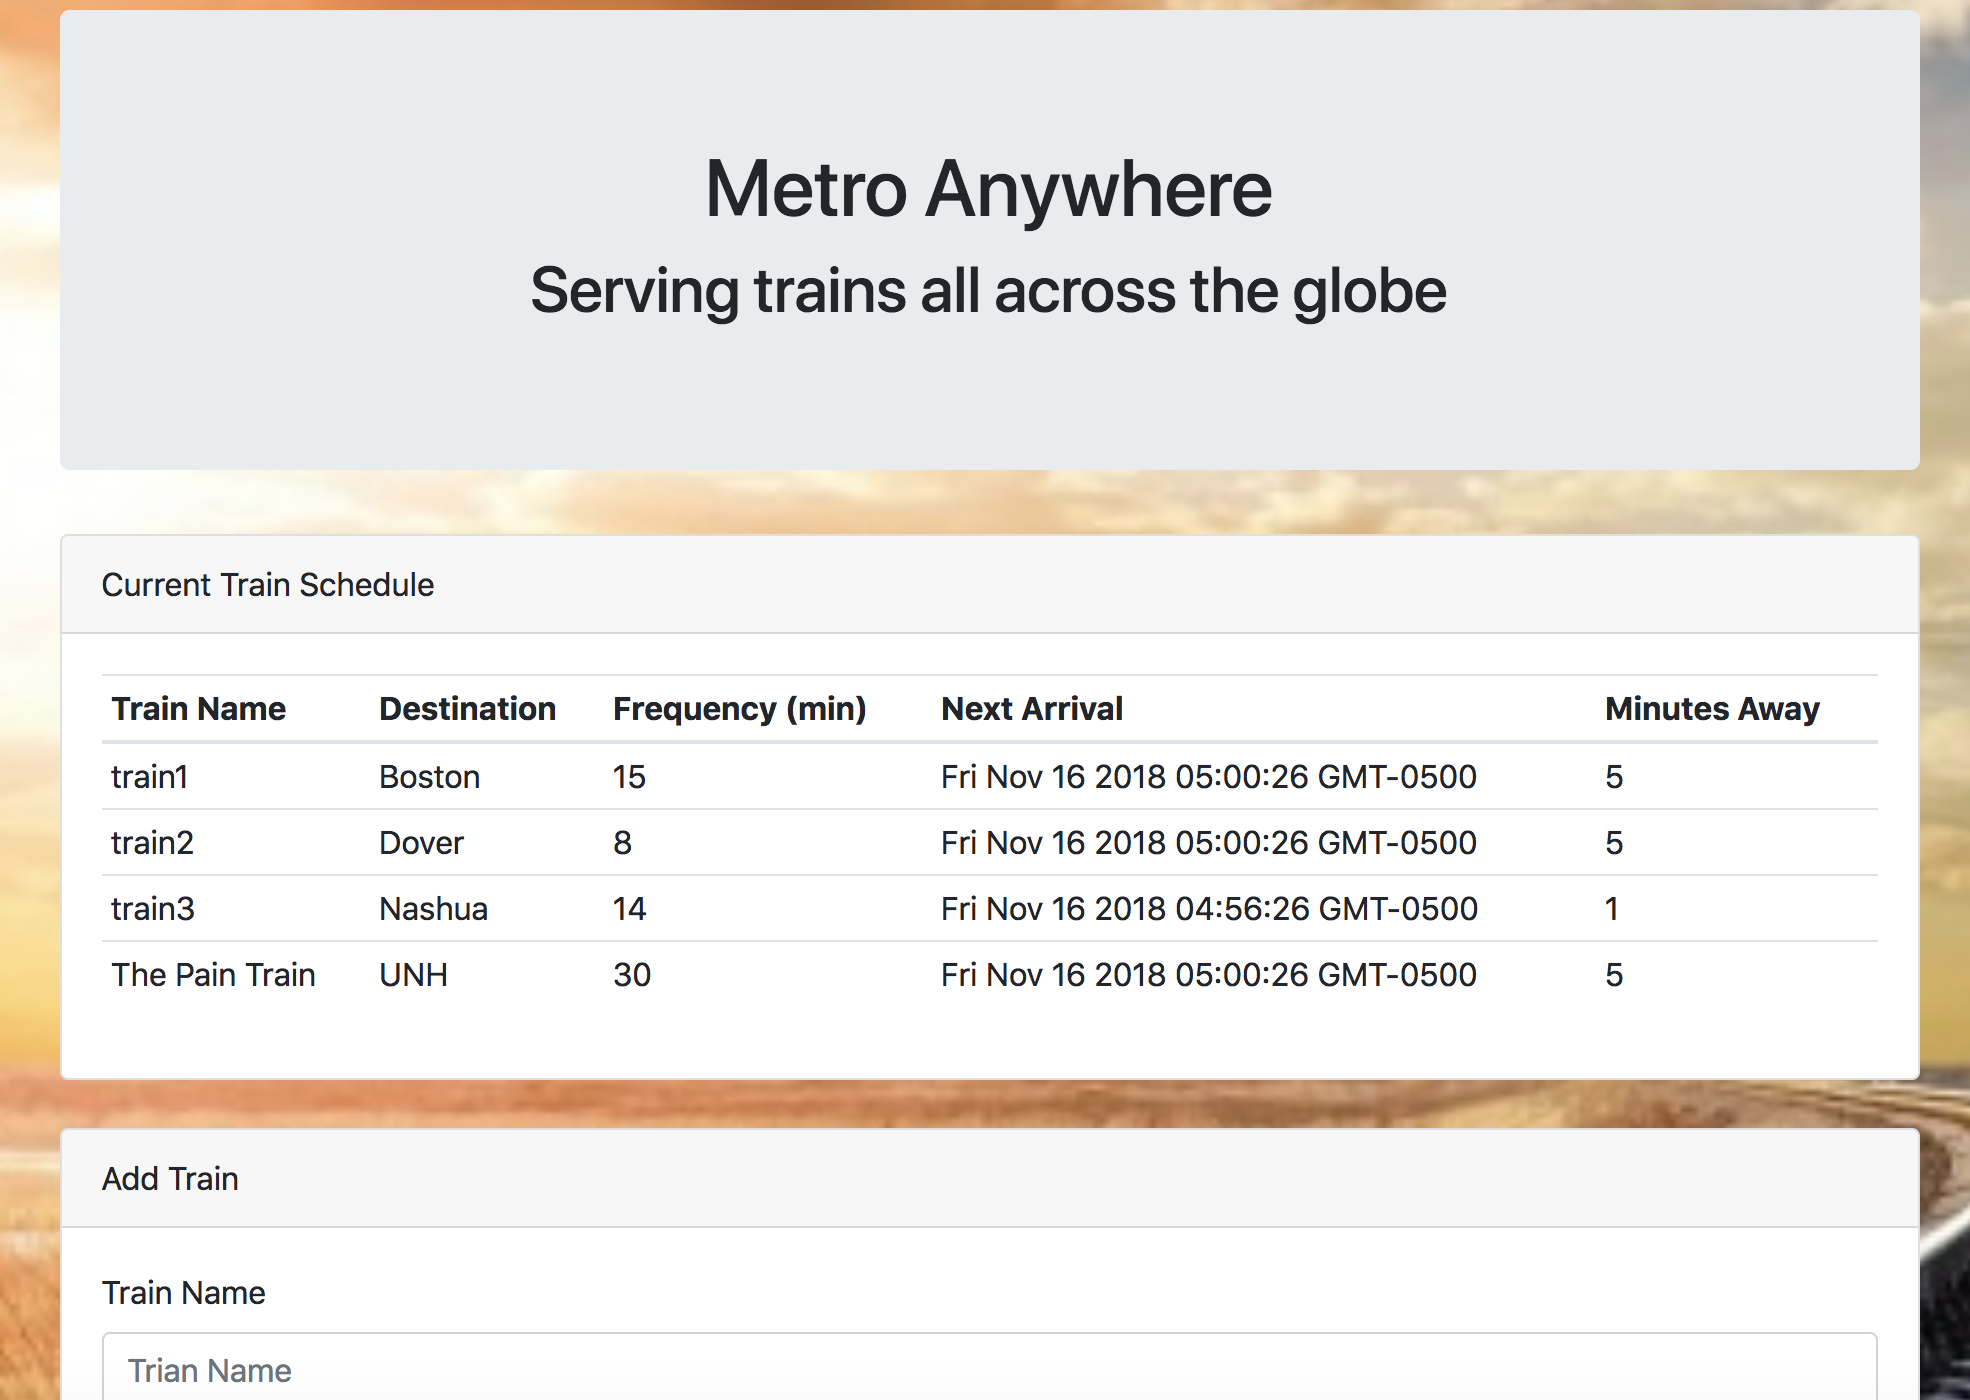 Metro Anywhere
Serving trains all across the globe
Current Train Schedule
Train Name Destination Frequency (min) Next Arrival Minutes Away
train1 Boston 15 Fri Nov 16 2018 05:00:26 GMT-0500 5
train2 Dover 8 Fri Nov 16 2018 05:00:26 GMT-0500 5
train3 Nashua 14 Fri Nov 16 2018 04:56:26 GMT-0500 1
The Pain Train UNH 30 Fri Nov 16 2018 05:00:26 GMT-0500 5
Add Train
Train Name
Trian Name